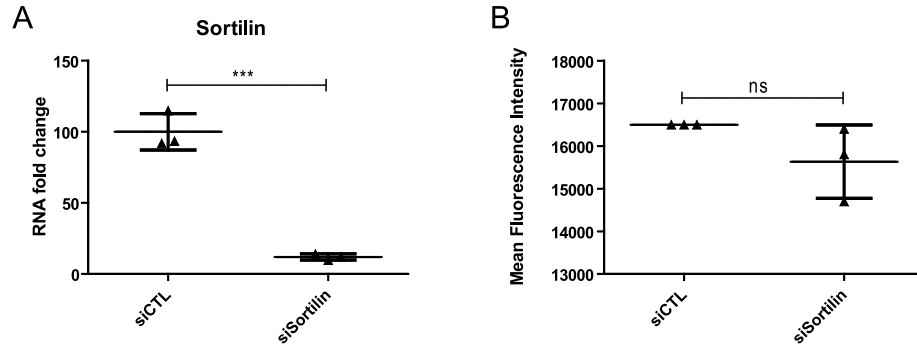 A
Sortilin
RNA fold change
150
100
50
0
***
siCTL
siSortilin
B
Mean Fluorescence Intensity
18000
17000
16000
15000
14000
13000
ns
siCTL
siSortilin